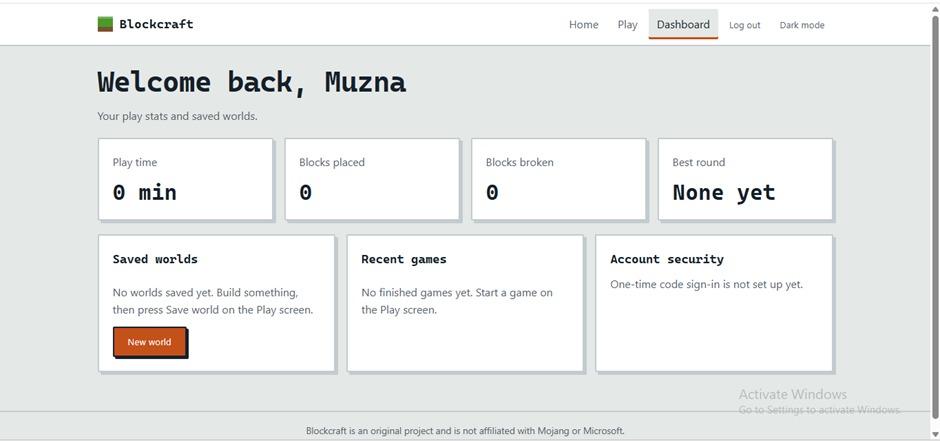 Blockcraft
Home Play Dashboard Log out Dark mode
Welcome back, Muzna
Your play stats and saved worlds.
Play time
0 min
Blocks placed
0
Blocks broken
0
Best round
None yet
Saved worlds
No worlds saved yet. Build something,
then press Save world on the Play screen.
New world
Recent games
No finished games yet. Start a game on
the Play screen.
Account security
One-time code sign-in is not set up yet.
Activate Windows
Go to Settings to activate Windows.
Blockcraft is an original project and is not affiliated with Mojang or Microsoft.